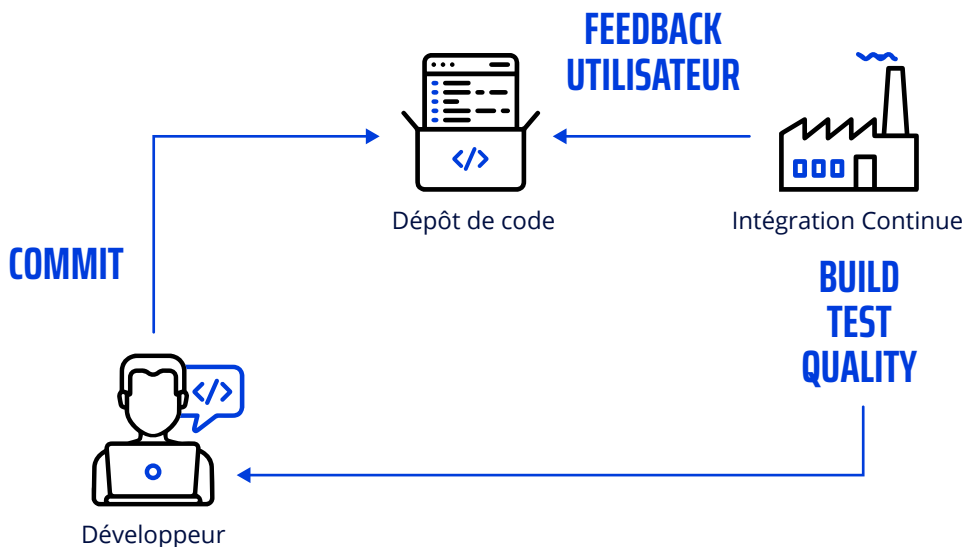 FEEDBACK
UTILISATEUR
</>
Dépôt de code
Intégration Continue
COMMIT
BUILD
TEST
QUALITY
</>
Développeur